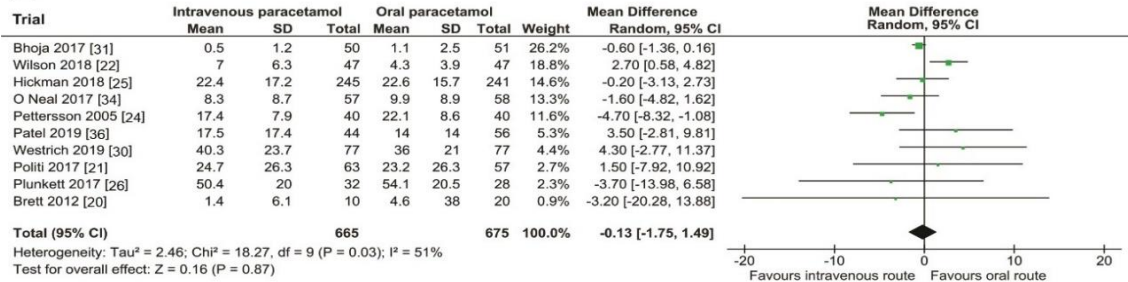 Intravenous paracetamol Oral paracetamol Mean Difference Mean Difference
Trial Mean SD Total Mean SD Total Weight Random, 95% CI Random, 95% CI
Bhoja 2017 [31] 0.5 1.2 50 1.1 2.5 51 26.2% -0.60 [-1.36, 0.16]
Wilson 2018 [22] 7 6.3 47 4.3 3.9 47 18.8% 2.70 [0.58, 4.82]
Hickman 2018 [25] 22.4 17.2 245 22.6 15.7 241 14.6% -0.20 [-3.13, 2.73]
O Neal 2017 [34] 8.3 8.7 57 9.9 8.9 58 13.3% -1.60 [-4.82, 1.62]
Pettersson 2005 [24] 17.4 7.9 40 22.1 8.6 40 11.6% -4.70 [-8.32, -1.08]
Patel 2019 [36] 17.5 17.4 44 14 14 56 5.3% 3.50 [-2.81, 9.81]
Westrich 2019 [30] 40.3 23.7 77 36 21 77 4.4% 4.30 [-2.77, 11.37]
Politi 2017 [21] 24.7 26.3 63 23.2 26.3 57 2.7% 1.50 [-7.92, 10.92]
Plunkett 2017 [26] 50.4 20 32 54.1 20.5 28 2.3% -3.70 [-13.98, 6.58]
Brett 2012 [20] 1.4 6.1 10 4.6 38 20 0.9% -3.20 [-20.28, 13.88]
Total (95% CI) 665 675 100.0% -0.13 [-1.75, 1.49]
Heterogeneity: Tau² = 2.46; Chi² = 18.27, df = 9 (P = 0.03); I² = 51%
Test for overall effect: Z = 0.16 (P = 0.87)
-20 -10 0 10 20
Favours intravenous route Favours oral route